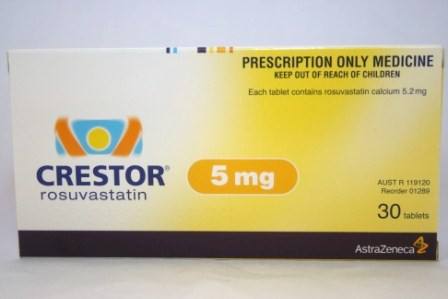 PRESCRIPTION ONLY MEDICINE
KEEP OUT OF REACH OF CHILDREN
Each tablet contains rosuvastatin calcium 5.2 mg
CRESTOR®
rosuvastatin
5 mg
AUST R 119120
Reorder 01289
30 tablets
AstraZeneca